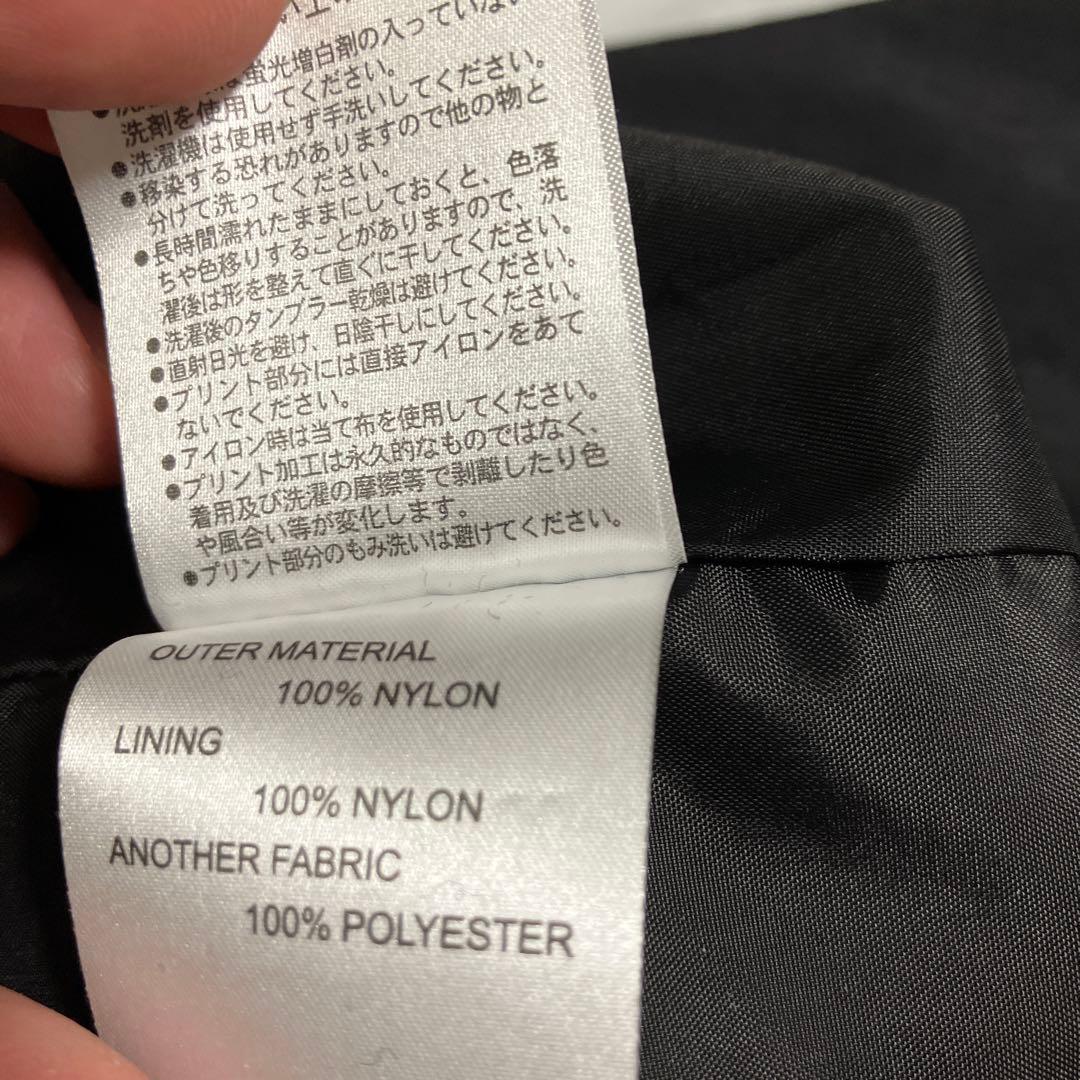 蛍光増白剤の入っていない
洗剤を使用してください。
●洗濯機は使用せず手洗いしてください。
●移染する恐れがありますので他の物と
分けて洗ってください。
●長時間濡れたままにしておくと、色落
ちや色移りすることがありますので、洗
濯後は形を整えて直ぐに干してください。
●洗濯後のタンブラー乾燥は避けてください。
●直射日光を避け、日陰干しにしてください。
●プリント部分には直接アイロンをあて
ないでください。
●アイロン時は当て布を使用してください。
●プリント加工は永久的なものではなく、
着用及び洗濯の摩擦等で剥離したり色
や風合い等が変化します。
●プリント部分のもみ洗いは避けてください。
OUTER MATERIAL
100% NYLON
LINING
100% NYLON
ANOTHER FABRIC
100% POLYESTER